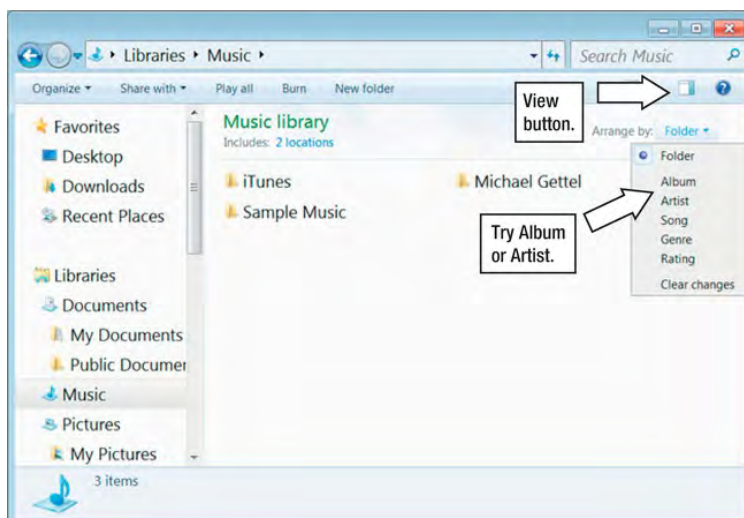 Libraries Music
Search Music
Organize Share with Play all Burn New folder
View
button.
Favorites
Desktop
Downloads
Recent Places
Libraries
Documents
My Documents
Public Documer
Music
Pictures
My Pictures
Music library
Includes: 2 locations
Arrange by: Folder
iTunes
Michael Gettel
Sample Music
Try Album
or Artist.
Folder
Album
Artist
Song
Genre
Rating
Clear changes
3 items